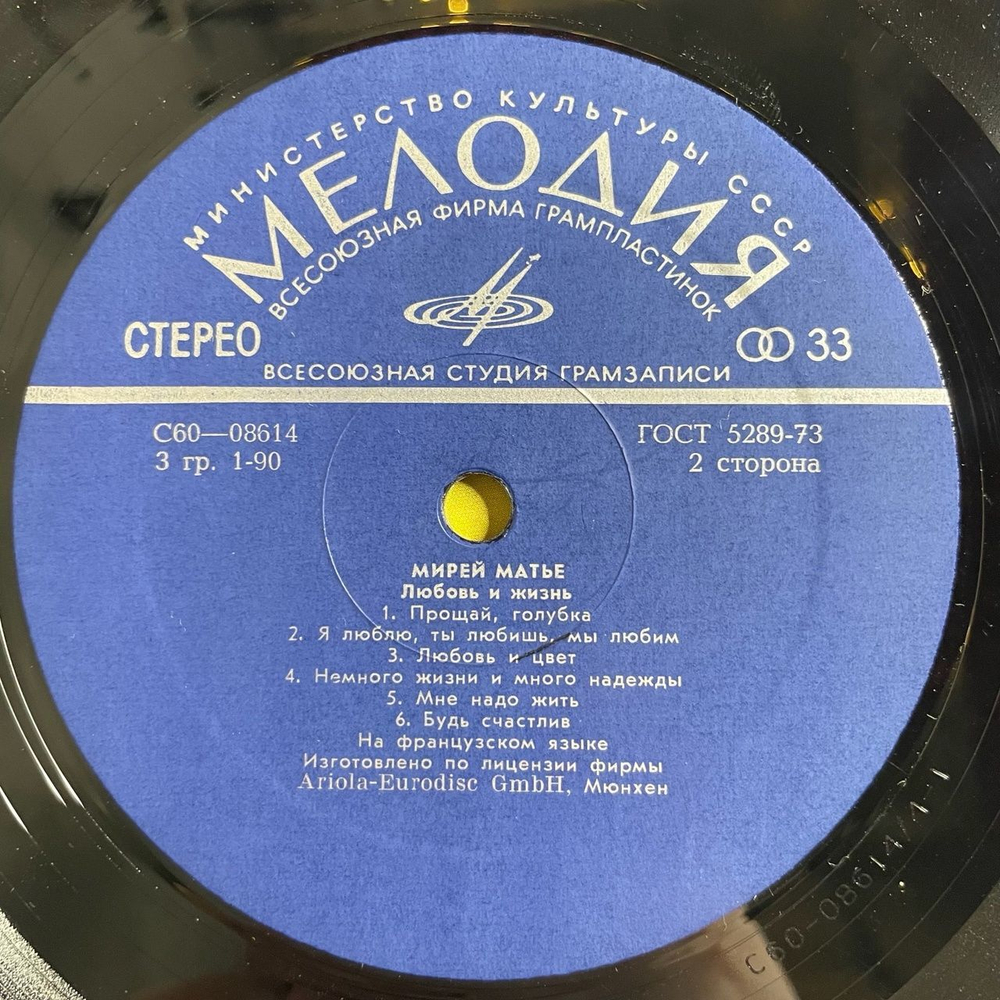 МИНИСТЕРСТВО КУЛЬТУРЫ СССР
МЕЛОДИЯ
ВСЕСОЮЗНАЯ ФИРМА ГРАМПЛАСТИНОК
СТЕРЕО
33
ВСЕСОЮЗНАЯ СТУДИЯ ГРАМЗАПИСИ
С60—08614
ГОСТ 5289-73
3 гр. 1-90
2 сторона
МИРЕЙ МАТЬЕ
Любовь и жизнь
1. Прощай, голубка
2. Я люблю, ты любишь, мы любим
3. Любовь и цвет
4. Немного жизни и много надежды
5. Мне надо жить
6. Будь счастлив
На французском языке
Изготовлено по лицензии фирмы
Ariola-Eurodisc GmbH, Мюнхен
С60-08614/4-1